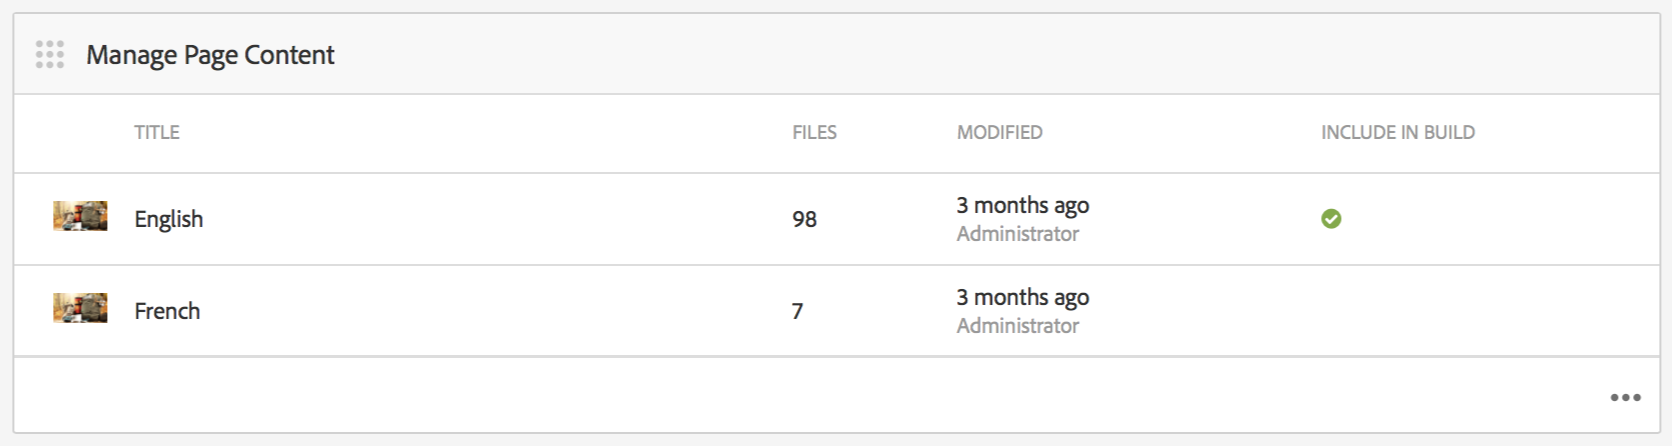 Manage Page Content
TITLE FILES MODIFIED INCLUDE IN BUILD
English 98 3 months ago
Administrator
French 7 3 months ago
Administrator